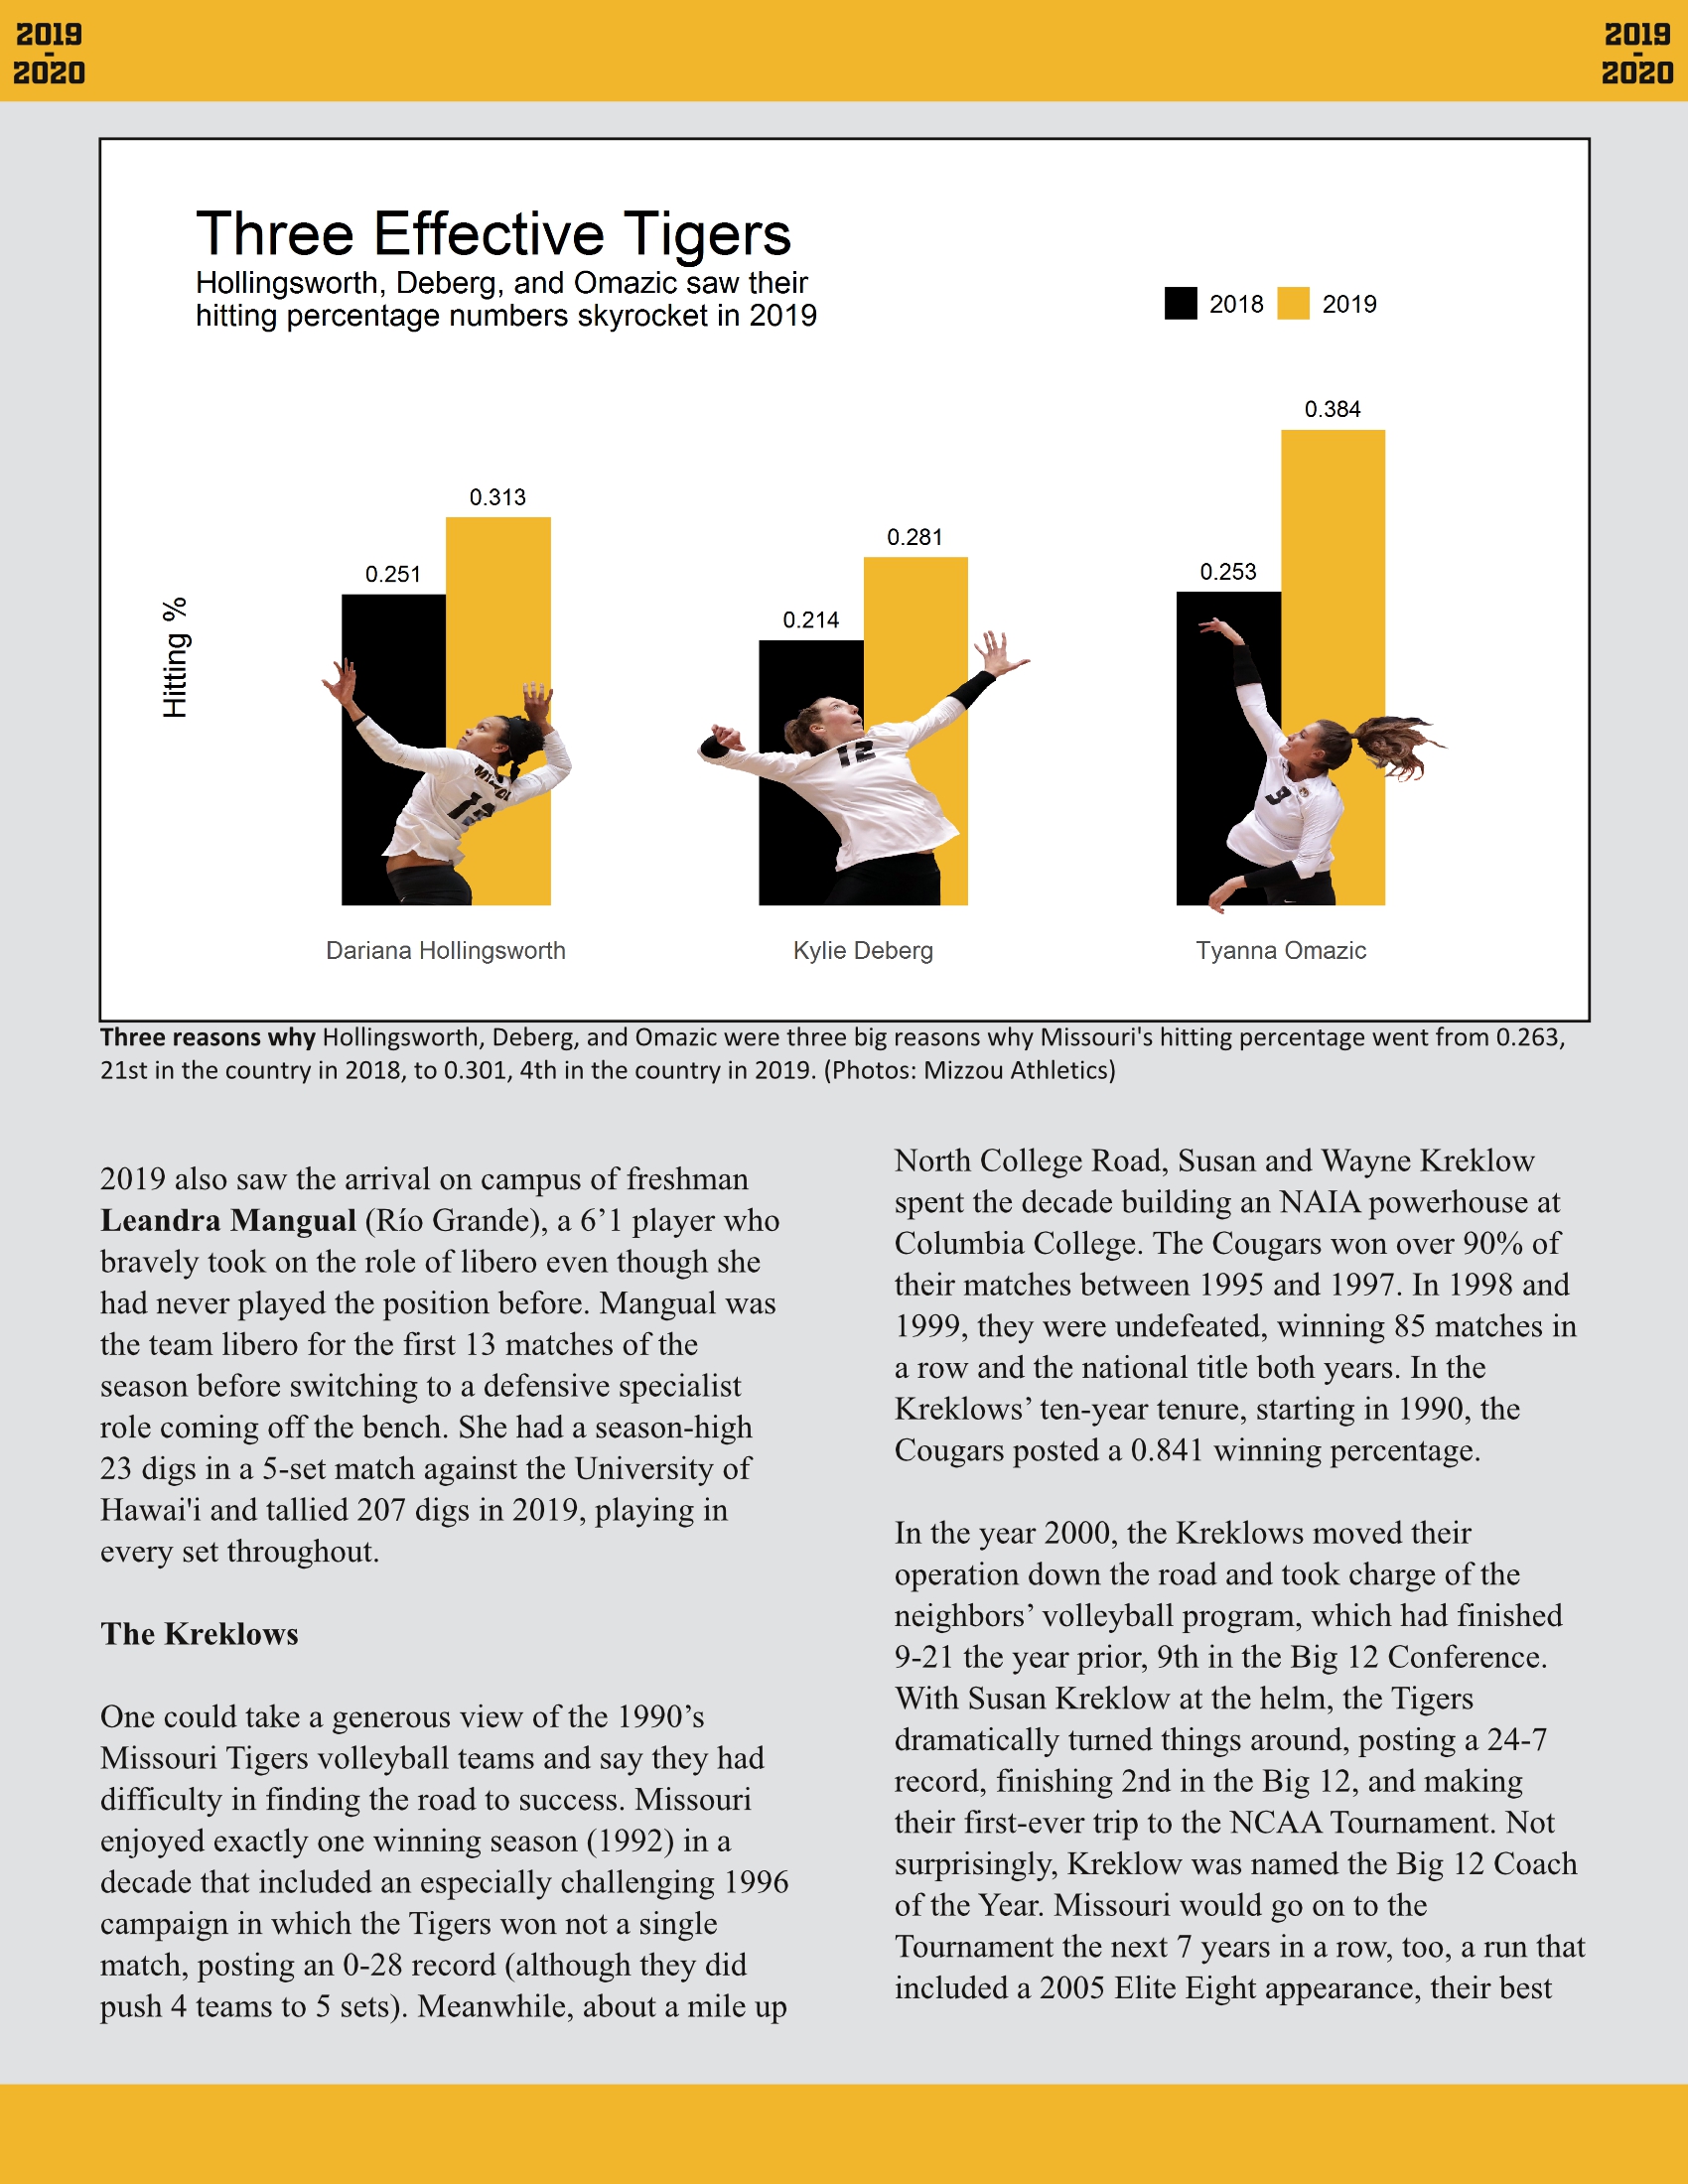 2019
-
2020
2019
-
2020
Three Effective Tigers
Hollingsworth, Deberg, and Omazic saw their
hitting percentage numbers skyrocket in 2019
2018
2019
Hitting %
0.251
0.313
0.214
0.281
0.253
0.384
12
9
Dariana Hollingsworth
Kylie Deberg
Tyanna Omazic
Three reasons why Hollingsworth, Deberg, and Omazic were three big reasons why Missouri's hitting percentage went from 0.263,
21st in the country in 2018, to 0.301, 4th in the country in 2019. (Photos: Mizzou Athletics)
2019 also saw the arrival on campus of freshman
Leandra Mangual (Río Grande), a 6’1 player who
bravely took on the role of libero even though she
had never played the position before. Mangual was
the team libero for the first 13 matches of the
season before switching to a defensive specialist
role coming off the bench. She had a season-high
23 digs in a 5-set match against the University of
Hawai'i and tallied 207 digs in 2019, playing in
every set throughout.
The Kreklows
One could take a generous view of the 1990’s
Missouri Tigers volleyball teams and say they had
difficulty in finding the road to success. Missouri
enjoyed exactly one winning season (1992) in a
decade that included an especially challenging 1996
campaign in which the Tigers won not a single
match, posting an 0-28 record (although they did
push 4 teams to 5 sets). Meanwhile, about a mile up
North College Road, Susan and Wayne Kreklow
spent the decade building an NAIA powerhouse at
Columbia College. The Cougars won over 90% of
their matches between 1995 and 1997. In 1998 and
1999, they were undefeated, winning 85 matches in
a row and the national title both years. In the
Kreklows’ ten-year tenure, starting in 1990, the
Cougars posted a 0.841 winning percentage.
In the year 2000, the Kreklows moved their
operation down the road and took charge of the
neighbors’ volleyball program, which had finished
9-21 the year prior, 9th in the Big 12 Conference.
With Susan Kreklow at the helm, the Tigers
dramatically turned things around, posting a 24-7
record, finishing 2nd in the Big 12, and making
their first-ever trip to the NCAA Tournament. Not
surprisingly, Kreklow was named the Big 12 Coach
of the Year. Missouri would go on to the
Tournament the next 7 years in a row, too, a run that
included a 2005 Elite Eight appearance, their best